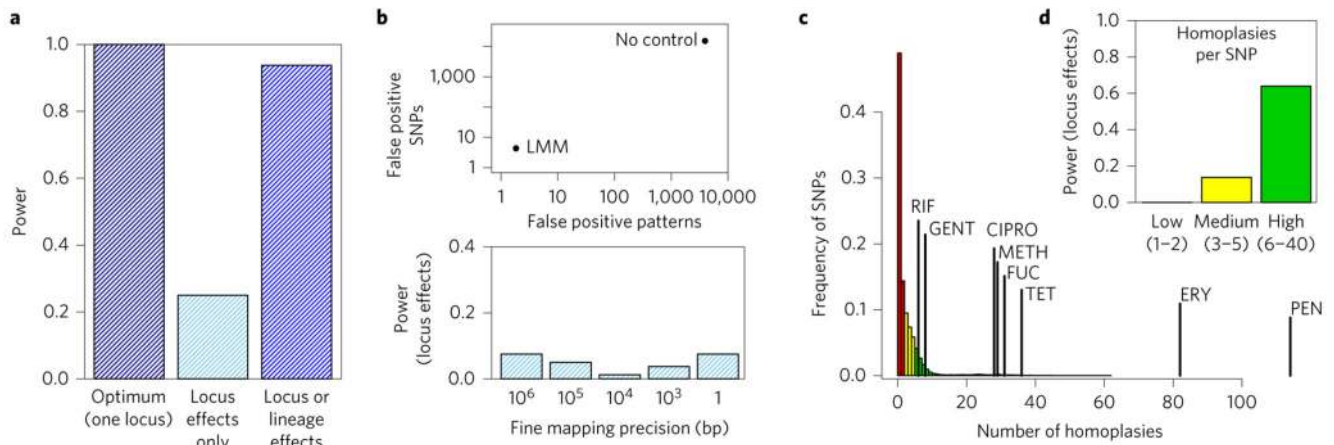 a
1.0
0.8
0.6
0.4
0.2
0.0
Power
Optimum
(one locus)
Locus
effects
only
Locus or
lineage
effects
b
False positive
SNPs
1,000
10
1
No control
LMM
1
10
100
1,000
10,000
False positive patterns
Power
(locus effects)
0.4
0.2
0.0
10⁶
10⁵
10⁴
10³
1
Fine mapping precision (bp)
c
Frequency of SNPs
0.4
0.3
0.2
0.1
0.0
RIF
GENT
CIPRO
METH
FUC
TET
ERY
PEN
0
20
40
60
80
100
Number of homoplasies
d
Power (locus effects)
1.0
0.8
0.6
0.4
0.2
0.0
Homoplasies
per SNP
Low
(1–2)
Medium
(3–5)
High
(6–40)